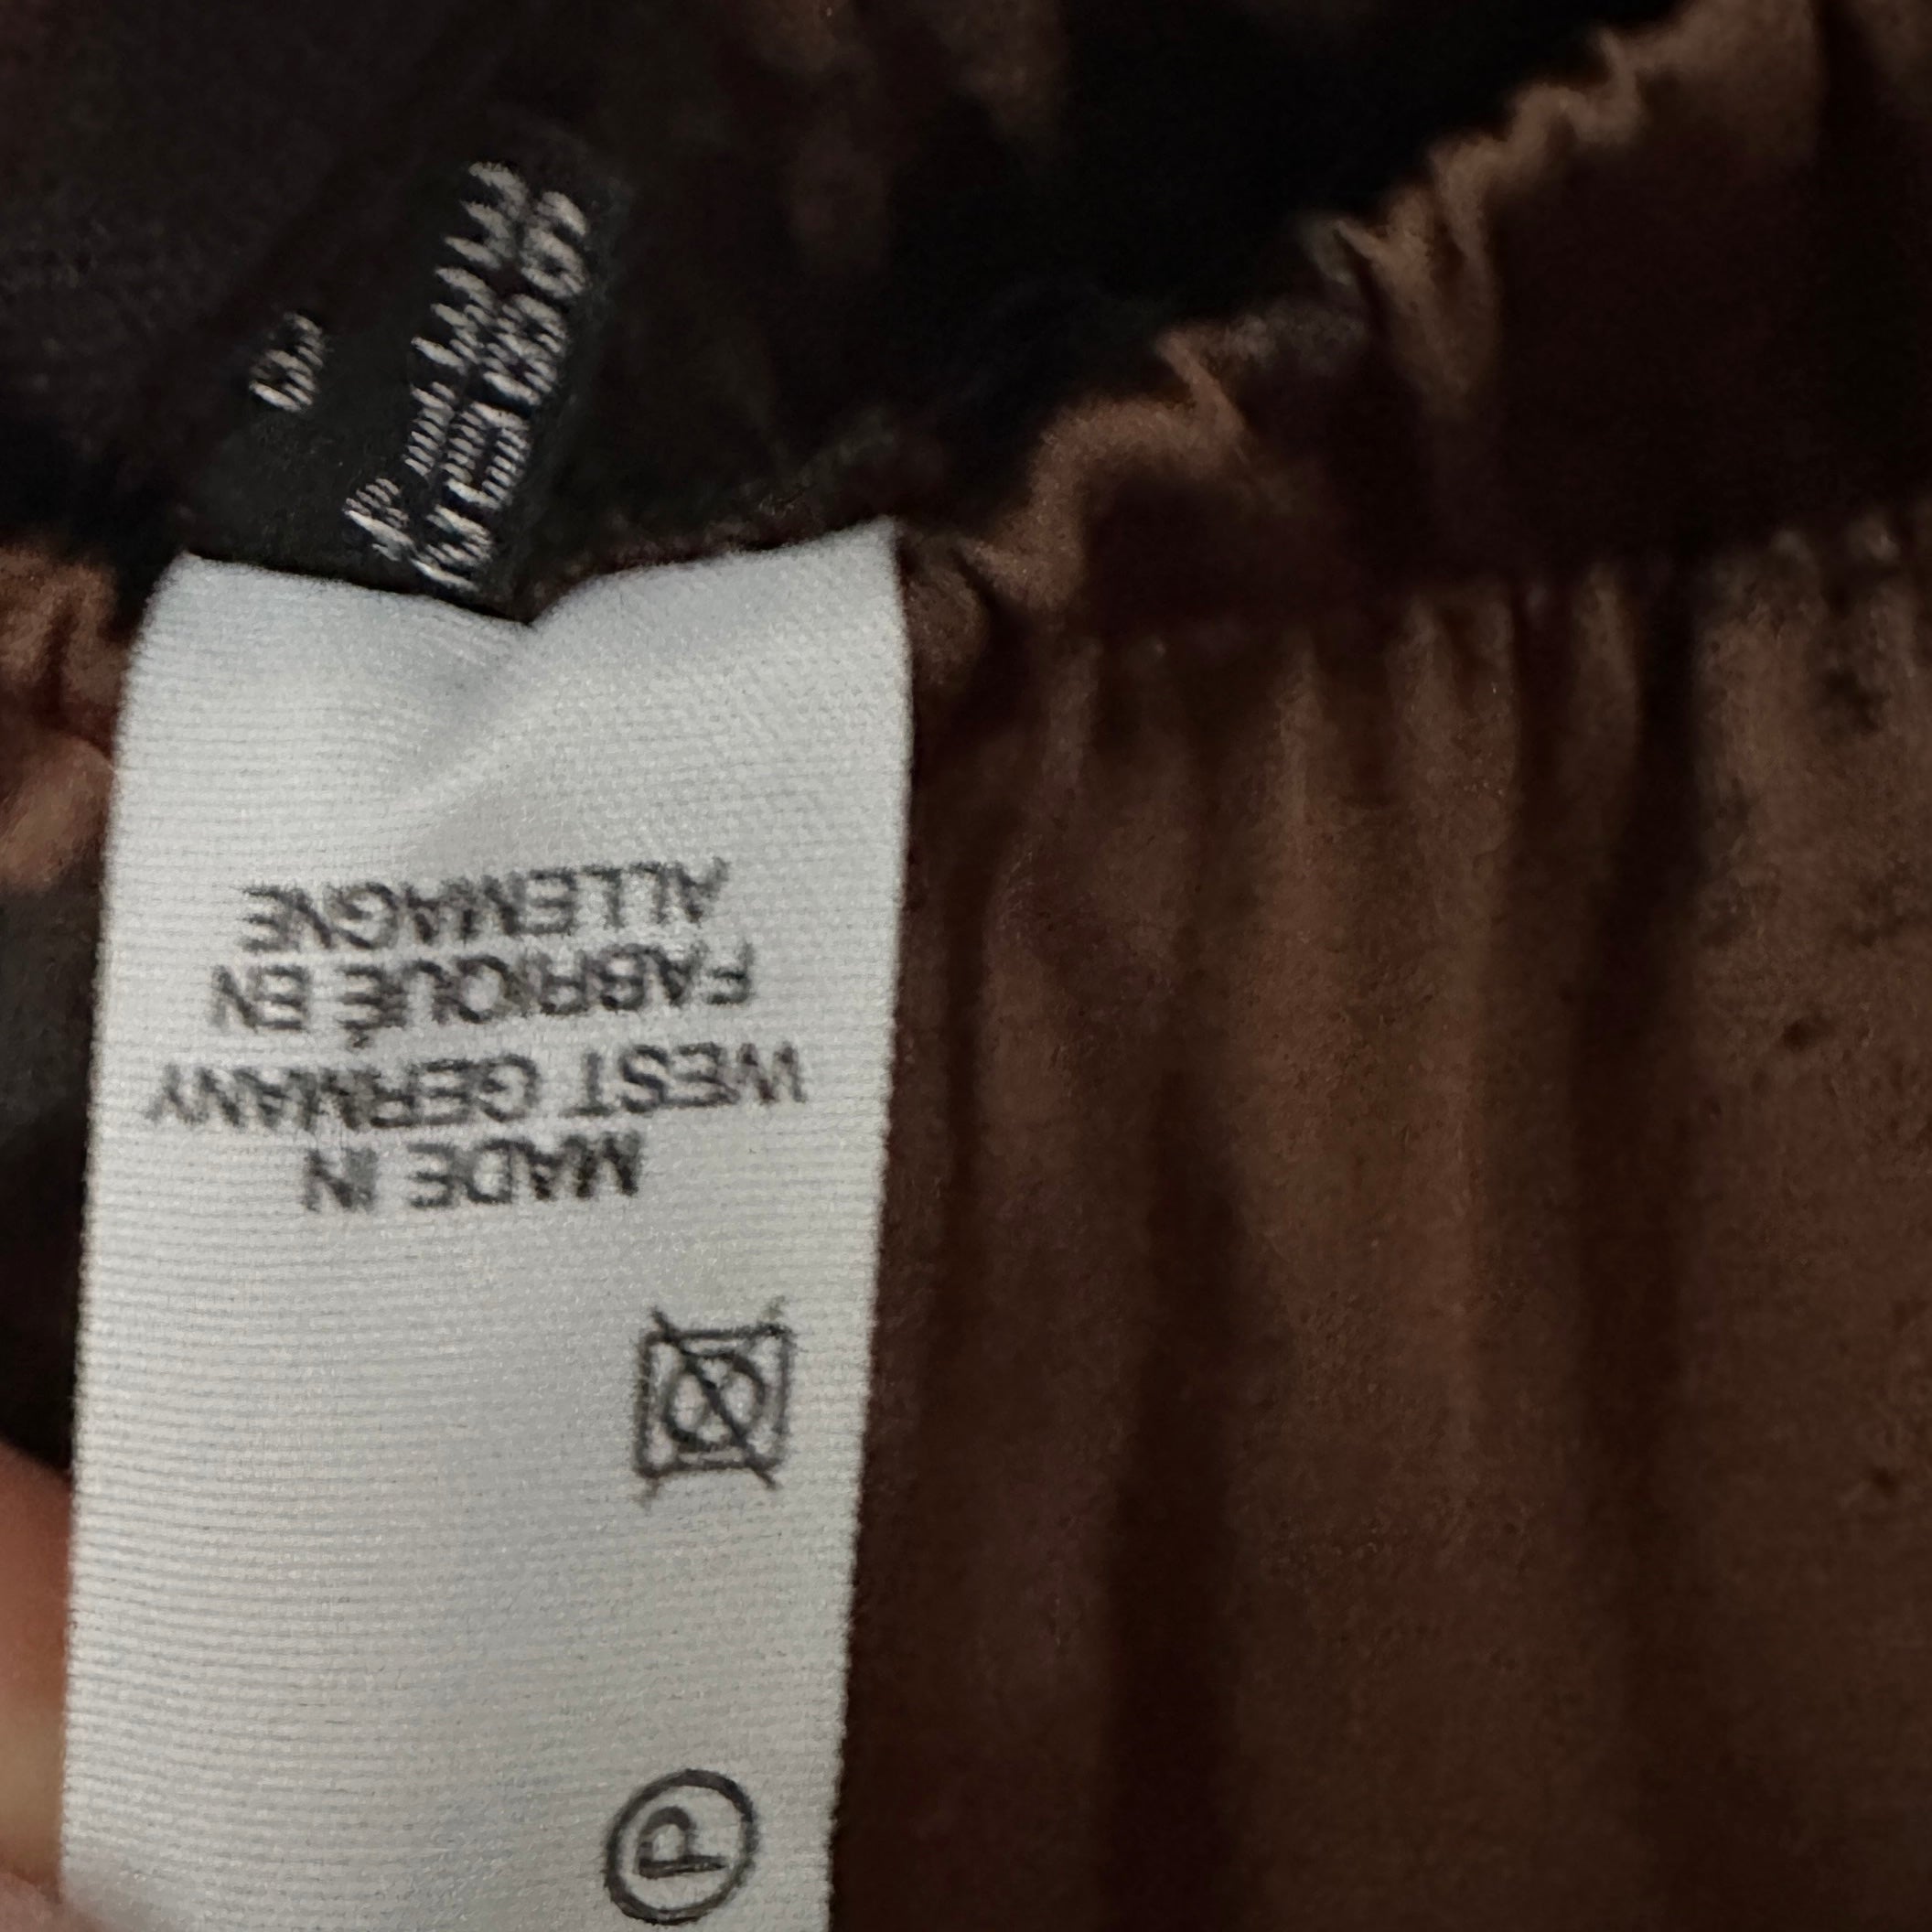 P
MADE IN
WEST GERMANY
FABRIQUÉ EN
ALLEMAGNE